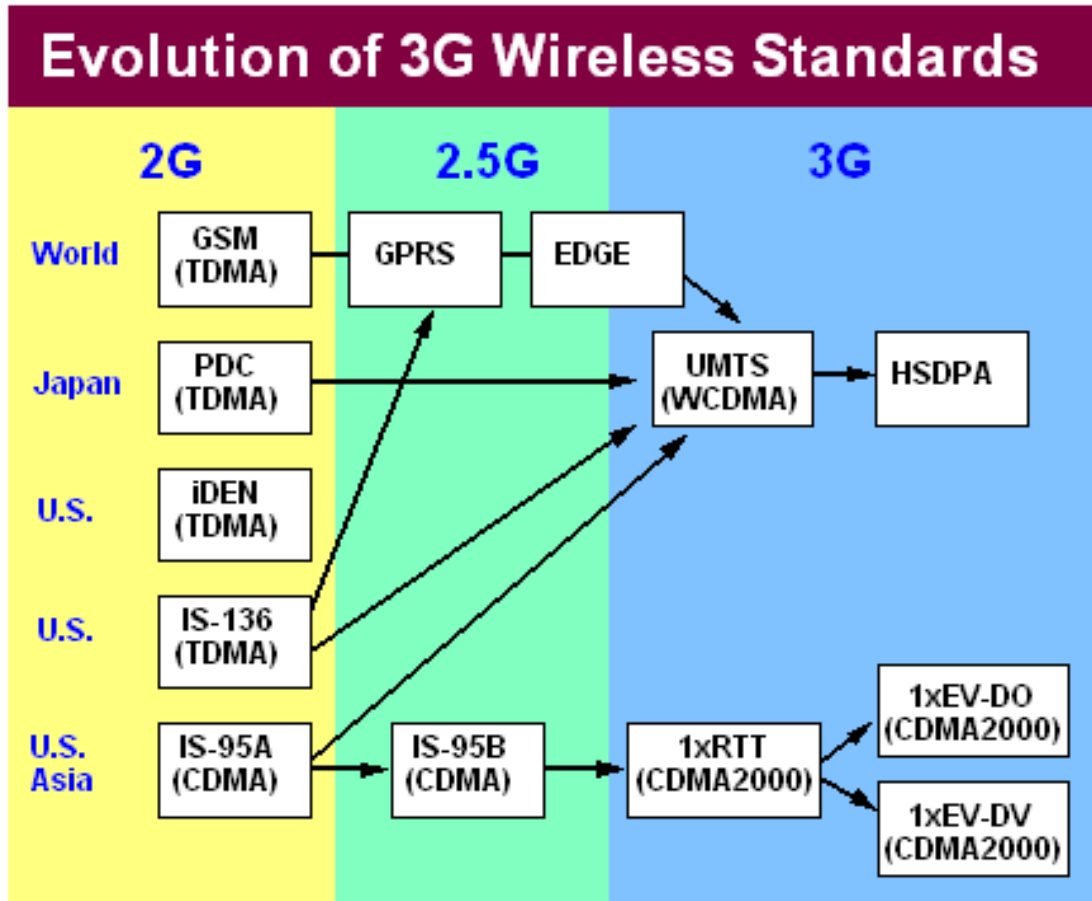 Evolution of 3G Wireless Standards
2G
2.5G
3G
World
GSM
(TDMA)
GPRS
EDGE
Japan
PDC
(TDMA)
UMTS
(WCDMA)
HSDPA
U.S.
iDEN
(TDMA)
U.S.
IS-136
(TDMA)
U.S.
Asia
IS-95A
(CDMA)
IS-95B
(CDMA)
1xRTT
(CDMA2000)
1xEV-DO
(CDMA2000)
1xEV-DV
(CDMA2000)